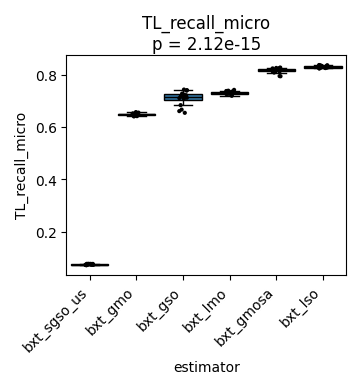 TL_recall_micro
p = 2.12e-15
TL_recall_micro
0.8
0.6
0.4
0.2
bxt_sgso_us
bxt_gmo
bxt_gso
bxt_lmo
bxt_gmosa
bxt_lso
estimator